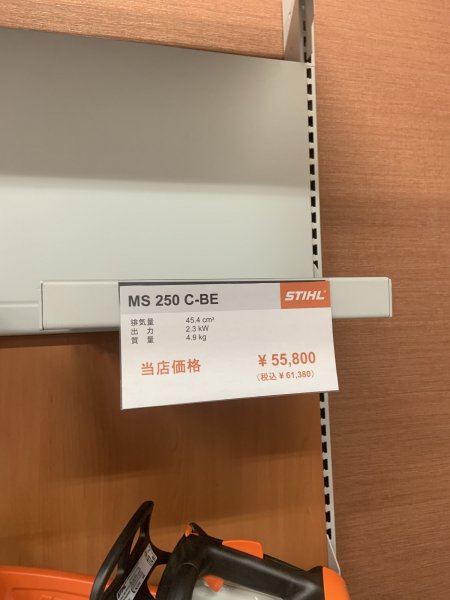 MS 250 C-BE
STIHL
排気量 45.4 cm³
出 力 2.3 kW
質 量 4.9 kg
当店価格 ¥ 55,800
（税込 ¥ 61,380）